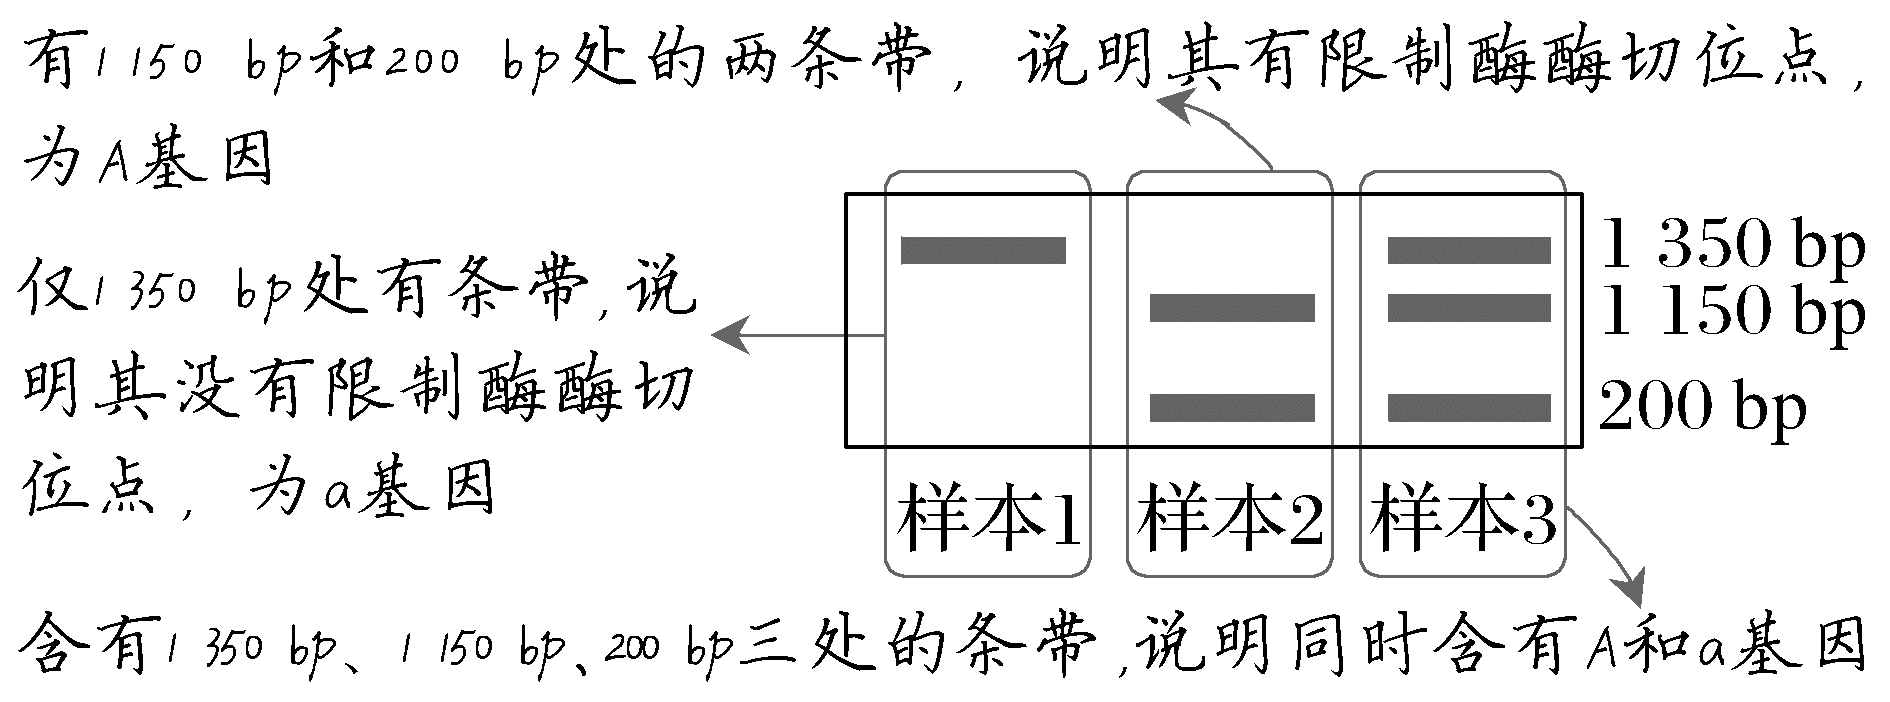 有1 150 bp和200 bp处的两条带，说明其有限制酶酶切位点，
为A基因
仅1 350 bp处有条带,说
明其没有限制酶酶切
位点，为a基因
1 350 bp
1 150 bp
200 bp
样本1 样本2 样本3
含有1 350 bp、1 150 bp、200 bp三处的条带,说明同时含有A和a基因